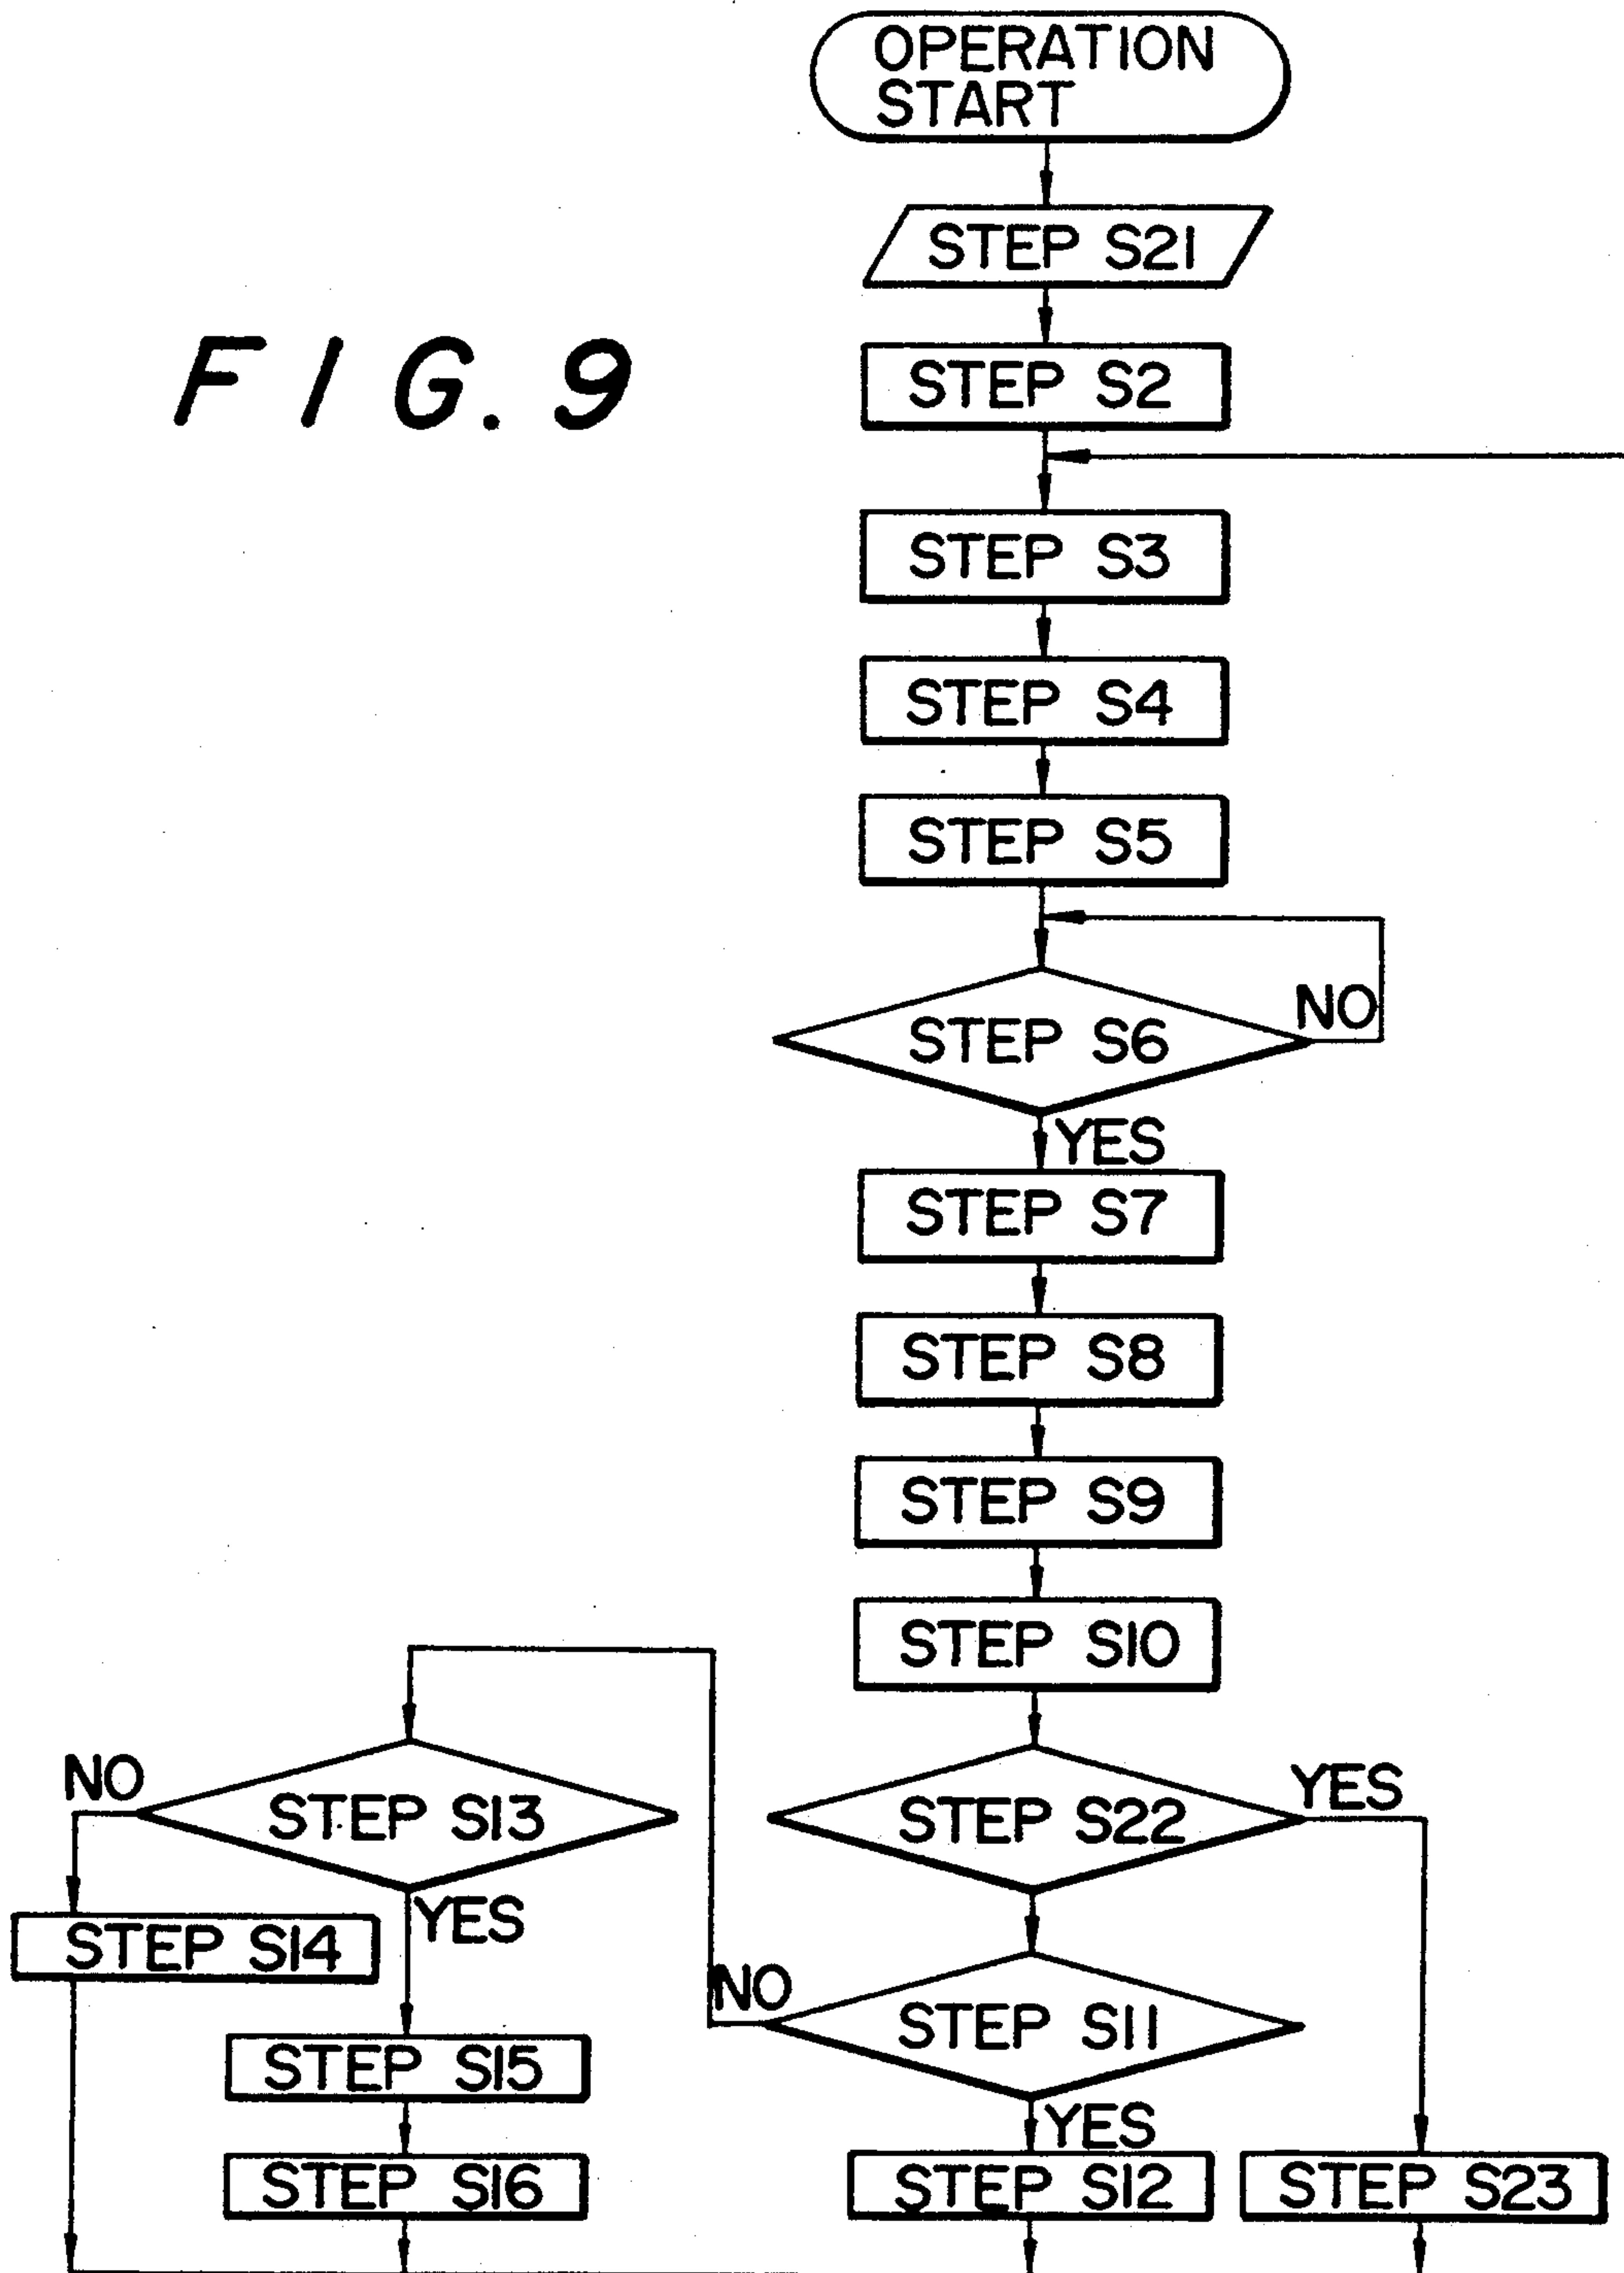 OPERATION
START
STEP S21
FIG. 9
STEP S2
STEP S3
STEP S4
STEP S5
NO
STEP S6
YES
STEP S7
STEP S8
STEP S9
STEP S10
NO
STEP S13
YES
STEP S14
STEP S15
STEP S16
STEP S22
YES
NO
STEP S11
YES
STEP S12
STEP S23